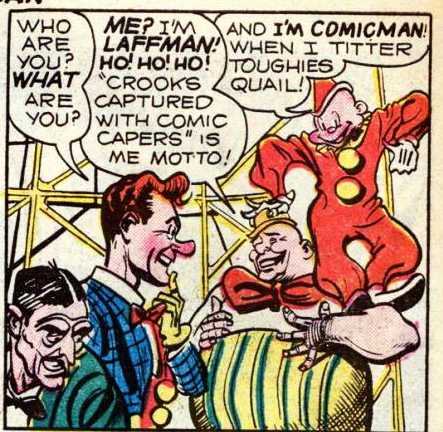 WHO
ARE
YOU?
WHAT
ARE
YOU?
ME? I'M
LAFFMAN!
HO! HO! HO!
"CROOKS
CAPTURED
WITH COMIC
CAPERS" IS
ME MOTTO!
AND I'M COMICMAN!
WHEN I TITTER
TOUGHIES
QUAIL!